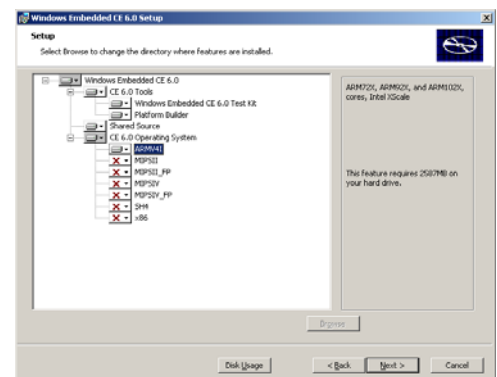 Windows Embedded CE 6.0 Setup
Setup
Select Browse to change the directory where features are installed.
Windows Embedded CE 6.0
CE 6.0 Tools
Windows Embedded CE 6.0 Test Kit
Platform Builder
Shared Source
CE 6.0 Operating System
ARMV4I
MIPSII
MIPSII_FP
MIPSIV
MIPSIV_FP
SH4
x86
ARM72X, ARM92X, and ARM102X,
cores, Intel XScale
This feature requires 2587MB on
your hard drive.
Browse
Disk Usage
< Back
Next >
Cancel